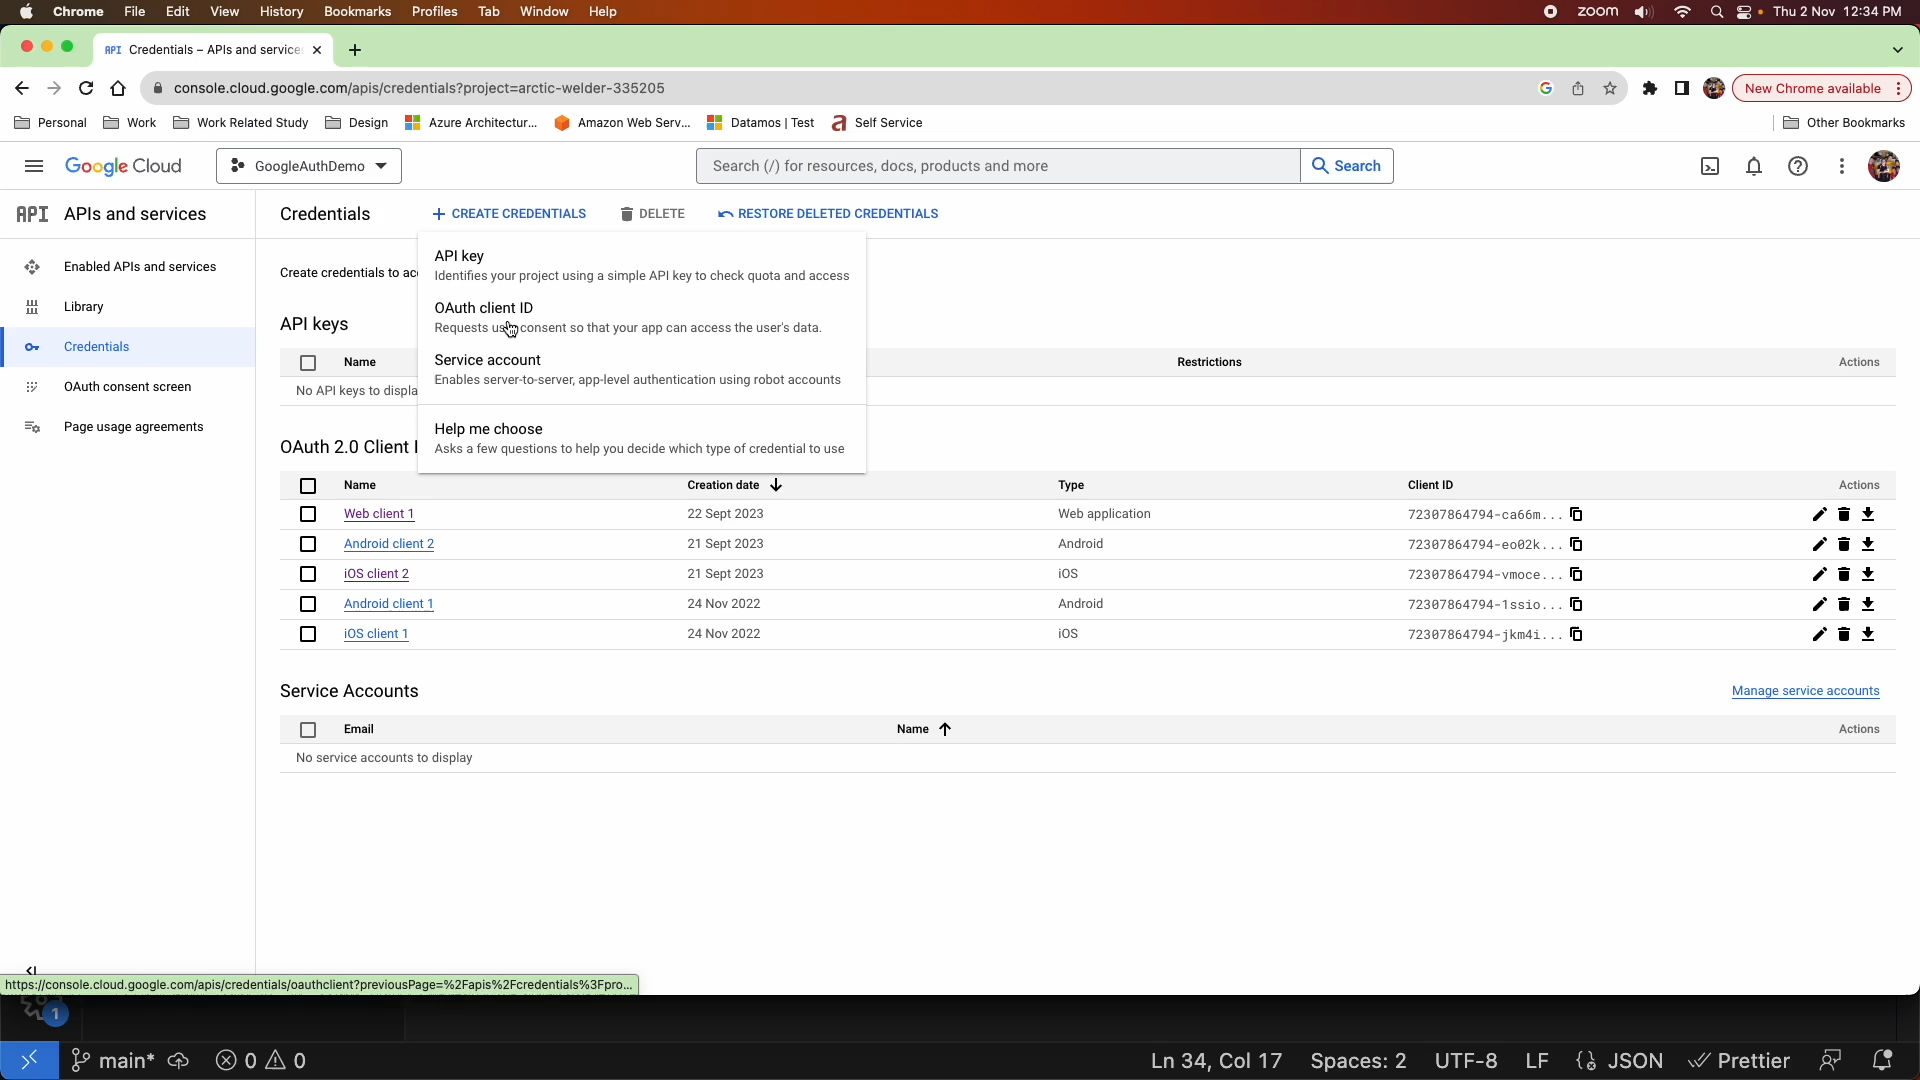 Chrome File Edit View History Bookmarks Profiles Tab Window Help zoom Thu 2 Nov 12:34 PM
API Credentials – APIs and service
console.cloud.google.com/apis/credentials?project=arctic-welder-335205 New Chrome available
Personal Work Work Related Study Design Azure Architectur... Amazon Web Serv... Datamos | Test Self Service Other Bookmarks
Google Cloud GoogleAuthDemo Search (/) for resources, docs, products and more Search
API APIs and services Credentials + CREATE CREDENTIALS DELETE RESTORE DELETED CREDENTIALS
Enabled APIs and services
Library
Credentials
OAuth consent screen
Page usage agreements
Create credentials to
API key
Identifies your project using a simple API key to check quota and access
OAuth client ID
Requests consent so that your app can access the user's data.
Service account
Enables server-to-server, app-level authentication using robot accounts
Help me choose
Asks a few questions to help you decide which type of credential to use
API keys
Name Restrictions Actions
No API keys to displa
OAuth 2.0 Client
Name Creation date Type Client ID Actions
Web client 1 22 Sept 2023 Web application 72307864794-ca66m...
Android client 2 21 Sept 2023 Android 72307864794-eo02k...
iOS client 2 21 Sept 2023 iOS 72307864794-vmoce...
Android client 1 24 Nov 2022 Android 72307864794-1ssio...
iOS client 1 24 Nov 2022 iOS 72307864794-jkm4i...
Service Accounts Manage service accounts
Email Name Actions
No service accounts to display
https://console.cloud.google.com/apis/credentials/oauthclient?previousPage=%2Fapis%2Fcredentials%3Fpro...
1
main* 0 0 Ln 34, Col 17 Spaces: 2 UTF-8 LF JSON Prettier